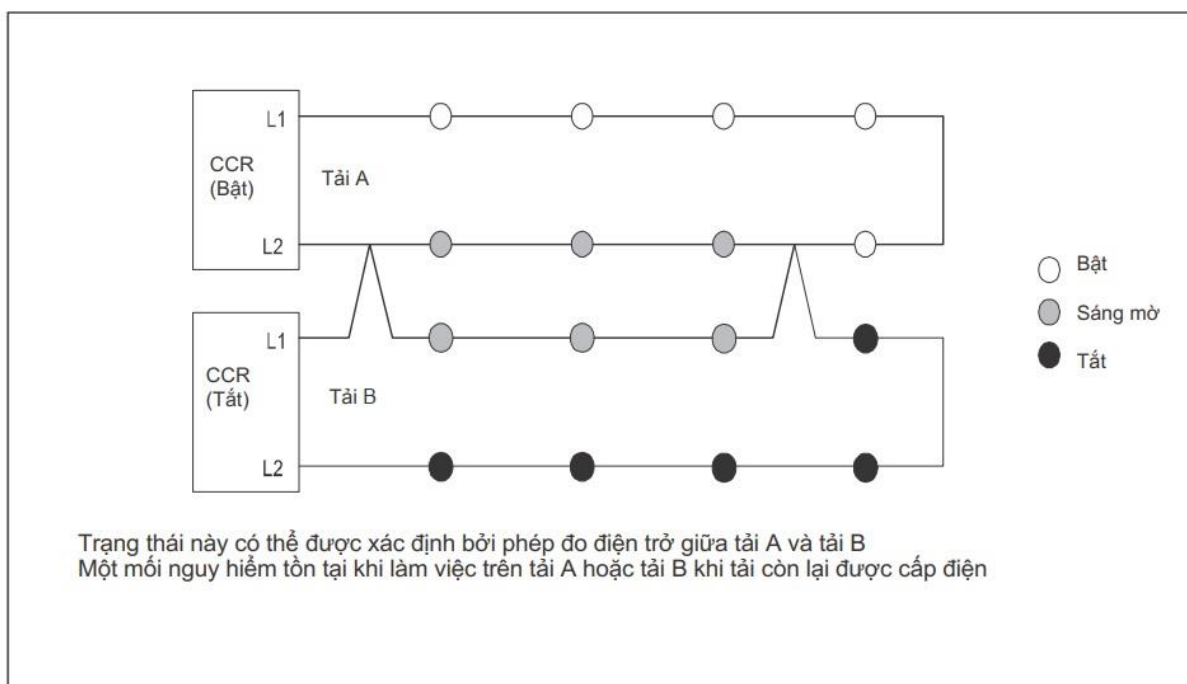 L1
CCR
(Bật)
Tải A
L2
L1
CCR
(Tắt)
Tải B
L2
Bật
Sáng mờ
Tắt
Trạng thái này có thể được xác định bởi phép đo điện trở giữa tải A và tải B
Một mối nguy hiểm tồn tại khi làm việc trên tải A hoặc tải B khi tải còn lại được cấp điện